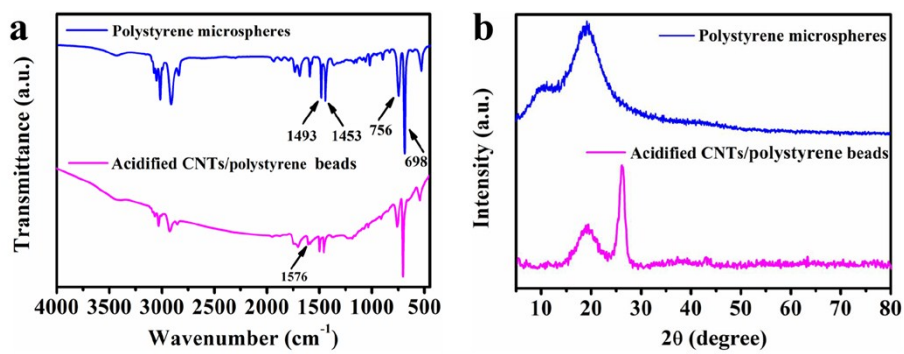 a
Polystyrene microspheres
1493
1453
756
698
Acidified CNTs/polystyrene beads
1576
Transmittance (a.u.)
4000 3500 3000 2500 2000 1500 1000 500
Wavenumber (cm⁻¹)
b
Polystyrene microspheres
Acidified CNTs/polystyrene beads
Intensity (a.u.)
10 20 30 40 50 60 70 80
2θ (degree)